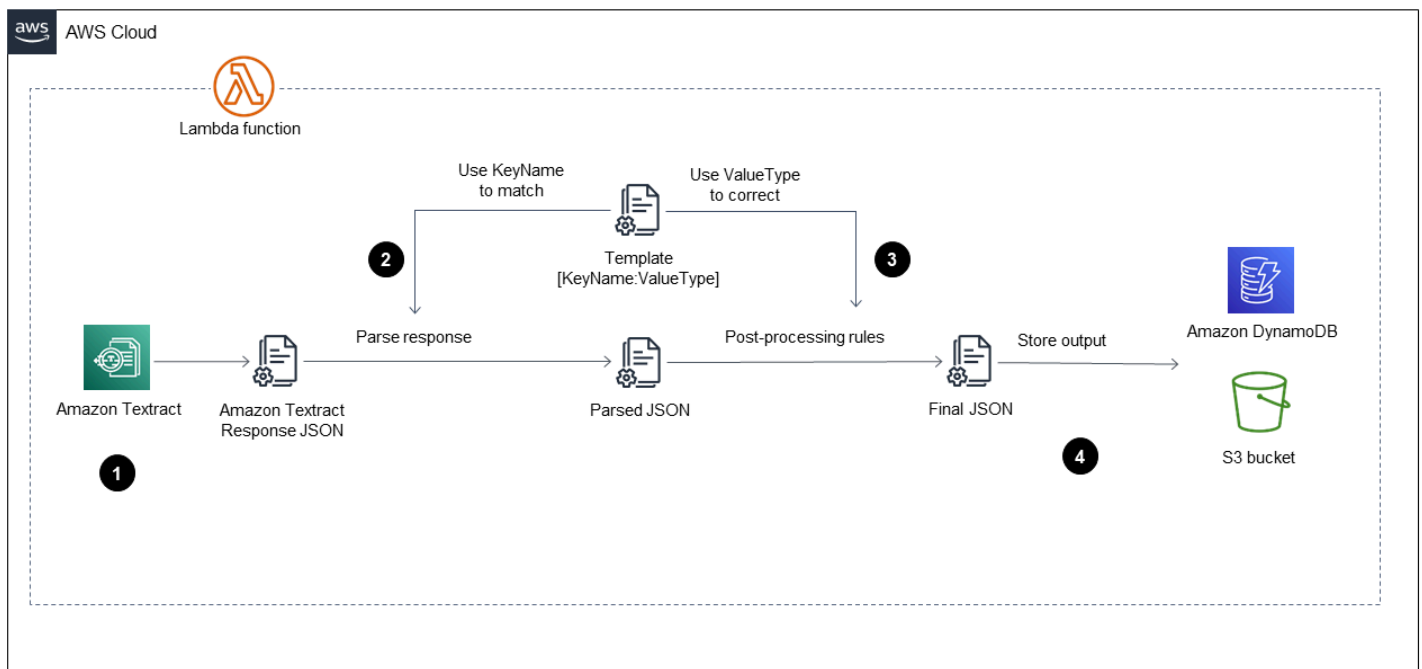 aws
AWS Cloud
Lambda function
Use KeyName
to match
Use ValueType
to correct
2
Template
[KeyName:ValueType]
3
Parse response
Post-processing rules
Store output
Amazon DynamoDB
Amazon Textract
Amazon Textract
Response JSON
Parsed JSON
Final JSON
1
4
S3 bucket